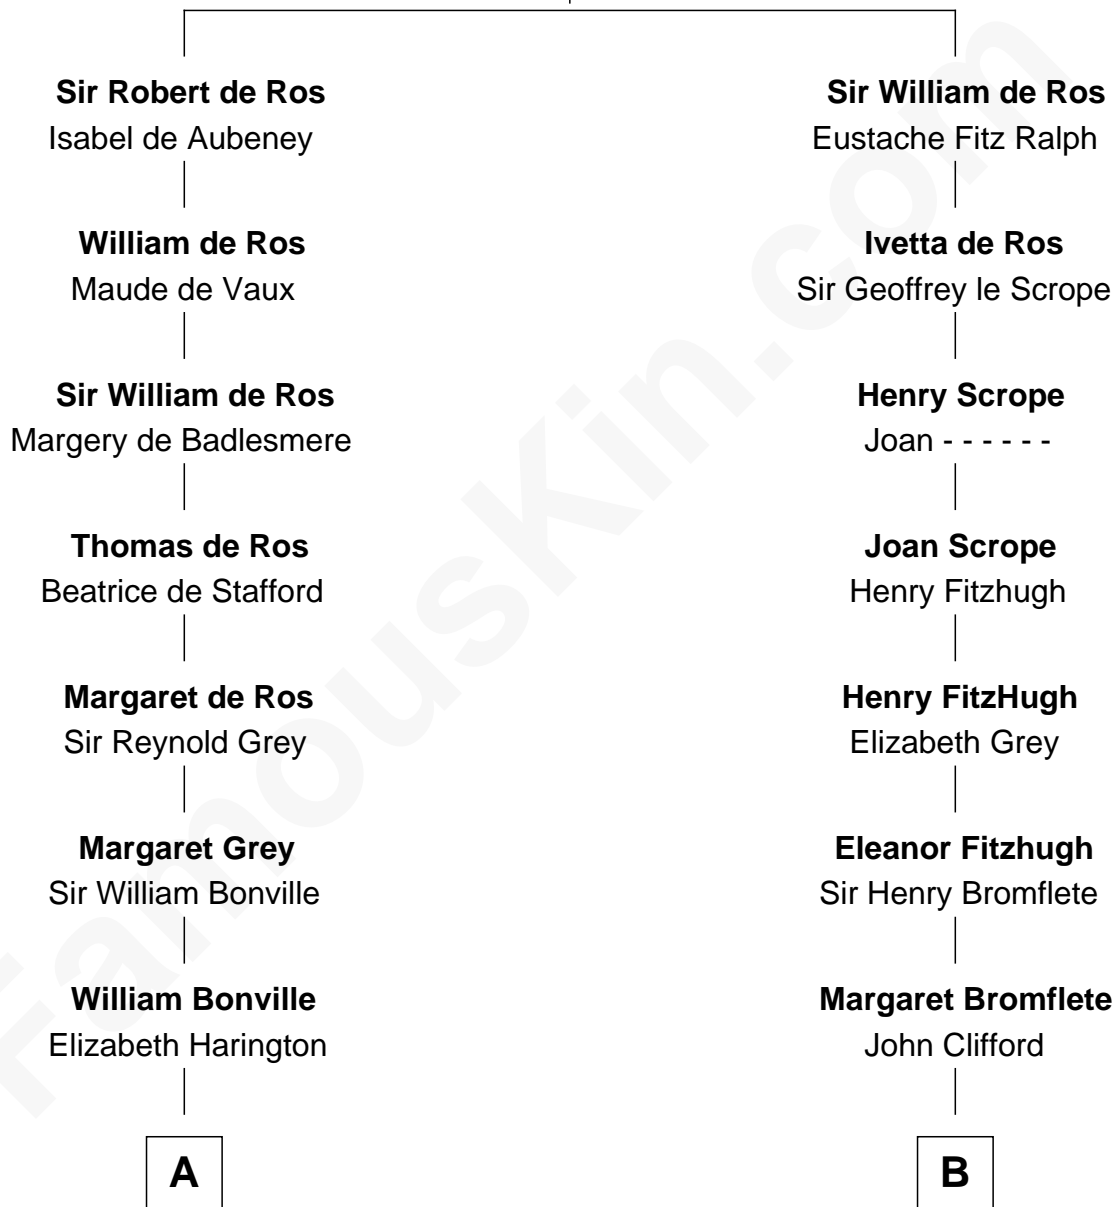 Sir Robert de Ros
Isabel de Aubeney
William de Ros
Maude de Vaux
Sir William de Ros
Margery de Badlesmere
Thomas de Ros
Beatrice de Stafford
Margaret de Ros
Sir Reynold Grey
Margaret Grey
Sir William Bonville
William Bonville
Elizabeth Harington
A
Sir William de Ros
Eustache Fitz Ralph
Ivetta de Ros
Sir Geoffrey le Scrope
Henry Scrope
Joan - - - - - -
Joan Scrope
Henry Fitzhugh
Henry FitzHugh
Elizabeth Grey
Eleanor Fitzhugh
Sir Henry Bromflete
Margaret Bromflete
John Clifford
B
FamousKin.com